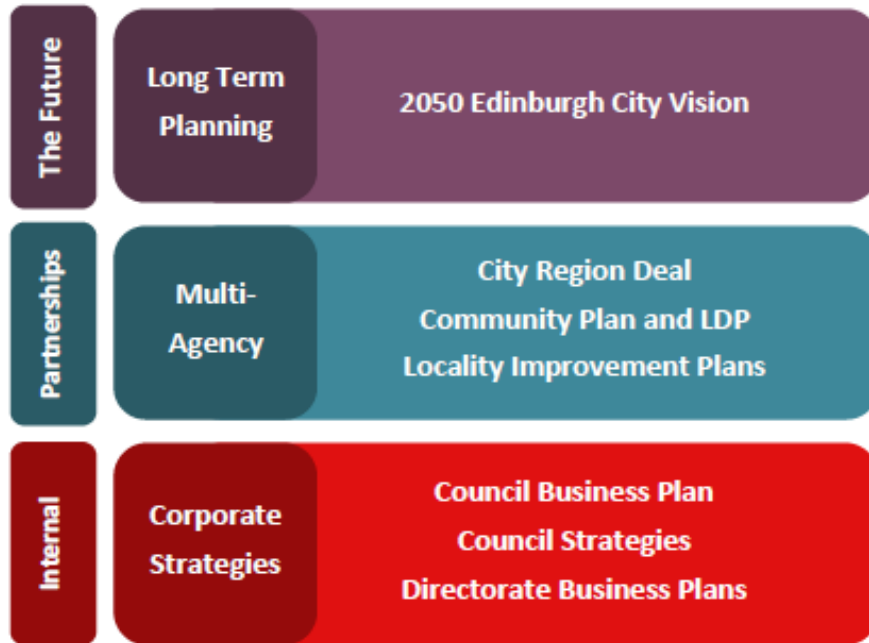 The Future
Long Term
Planning
2050 Edinburgh City Vision
Partnerships
Multi-
Agency
City Region Deal
Community Plan and LDP
Locality Improvement Plans
Internal
Corporate
Strategies
Council Business Plan
Council Strategies
Directorate Business Plans